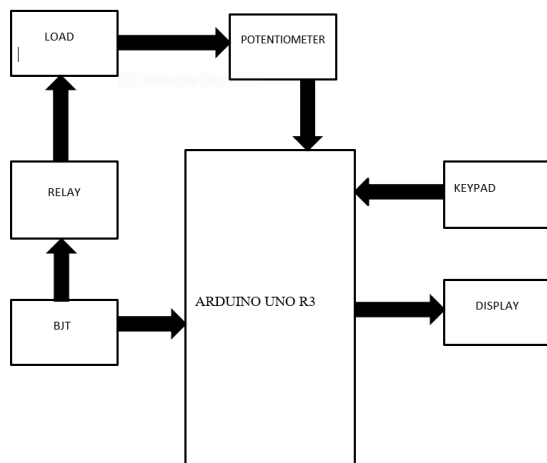 LOAD
POTENTIOMETER
RELAY
KEYPAD
BJT
ARDUINO UNO R3
DISPLAY